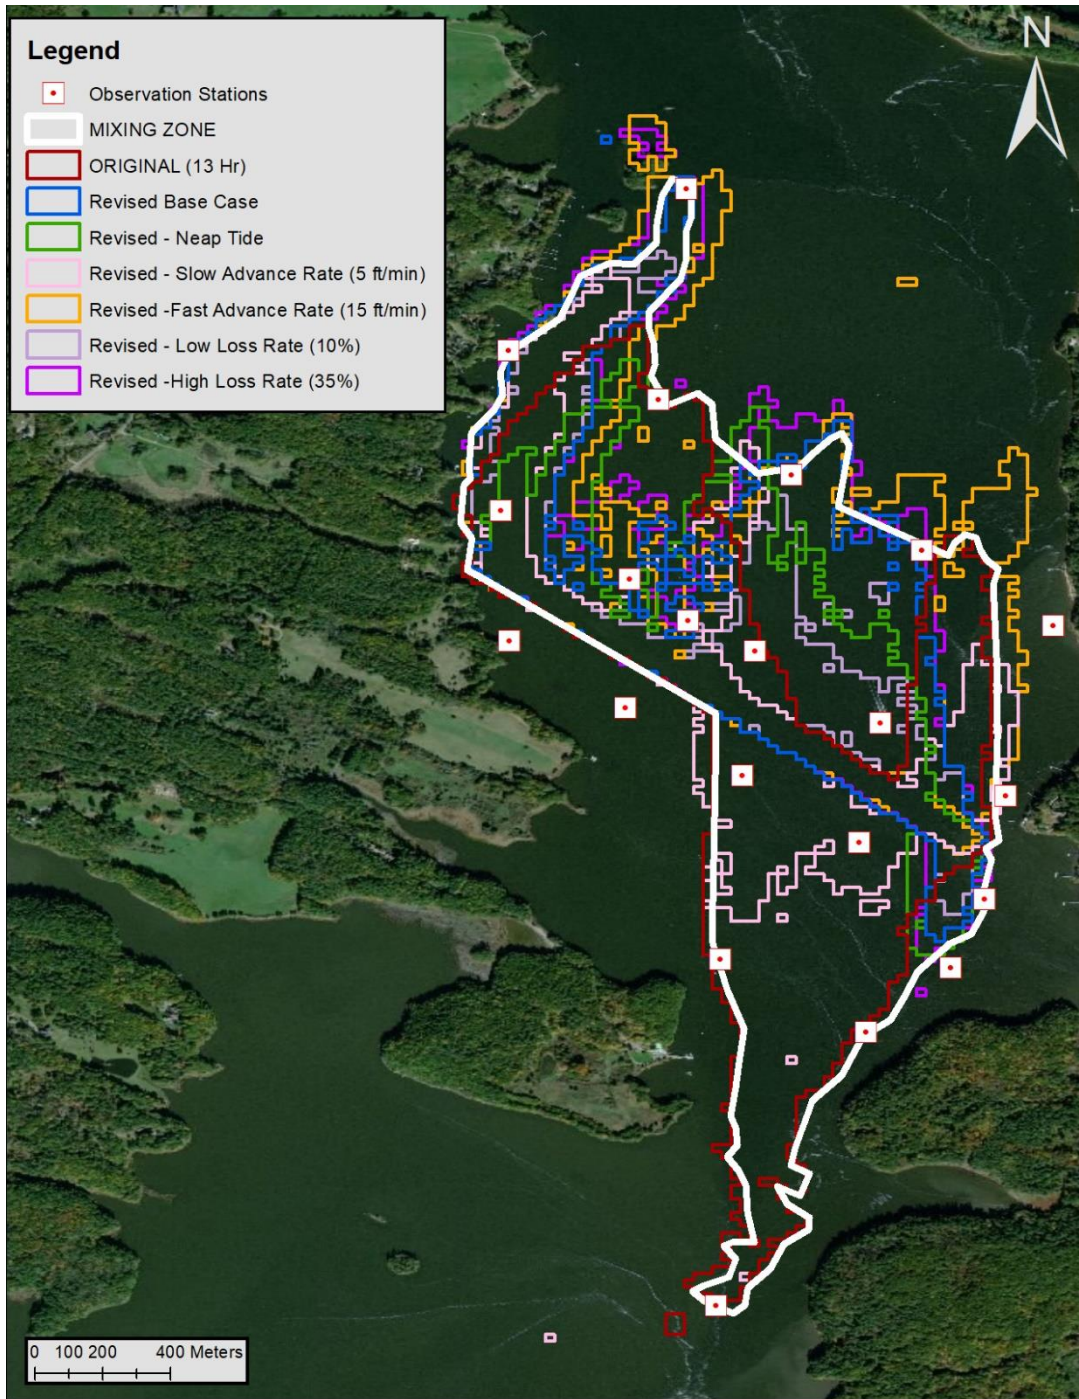 Legend
Observation Stations
MIXING ZONE
ORIGINAL (13 Hr)
Revised Base Case
Revised - Neap Tide
Revised - Slow Advance Rate (5 ft/min)
Revised -Fast Advance Rate (15 ft/min)
Revised - Low Loss Rate (10%)
Revised -High Loss Rate (35%)
N
0 100 200 400 Meters